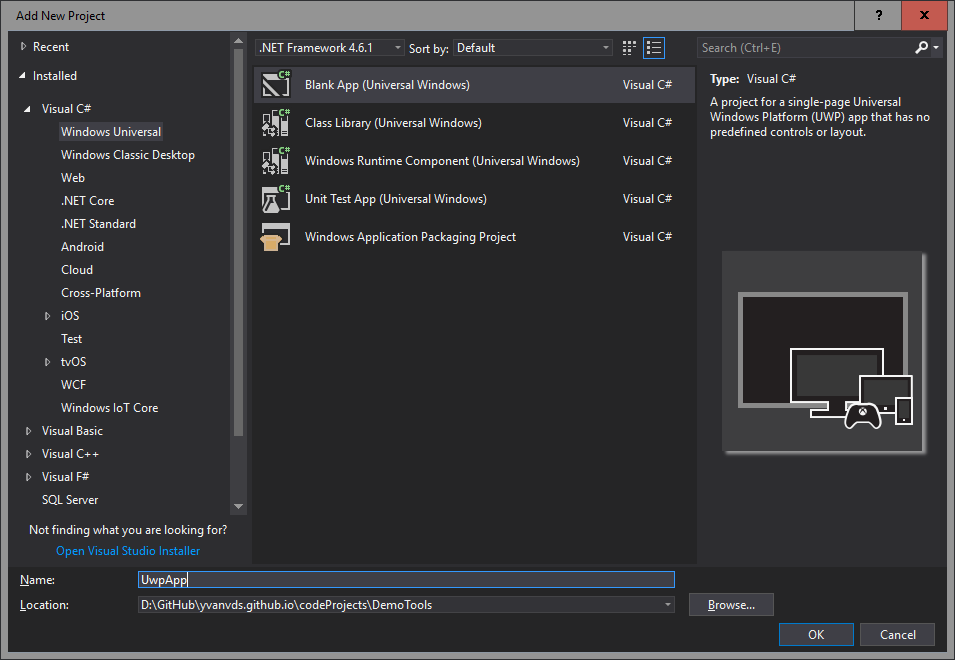 Add New Project
?
x
Recent
Installed
Visual C#
Windows Universal
Windows Classic Desktop
Web
.NET Core
.NET Standard
Android
Cloud
Cross-Platform
iOS
Test
tvOS
WCF
Windows IoT Core
Visual Basic
Visual C++
Visual F#
SQL Server
Not finding what you are looking for?
Open Visual Studio Installer
.NET Framework 4.6.1 Sort by: Default
C# Blank App (Universal Windows) Visual C#
C# Class Library (Universal Windows) Visual C#
C# Windows Runtime Component (Universal Windows) Visual C#
C# Unit Test App (Universal Windows) Visual C#
Windows Application Packaging Project Visual C#
Search (Ctrl+E)
Type: Visual C#
A project for a single-page Universal
Windows Platform (UWP) app that has no
predefined controls or layout.
Name: UwpApp
Location: D:\GitHub\yvanvds.github.io\codeProjects\DemoTools Browse...
OK Cancel